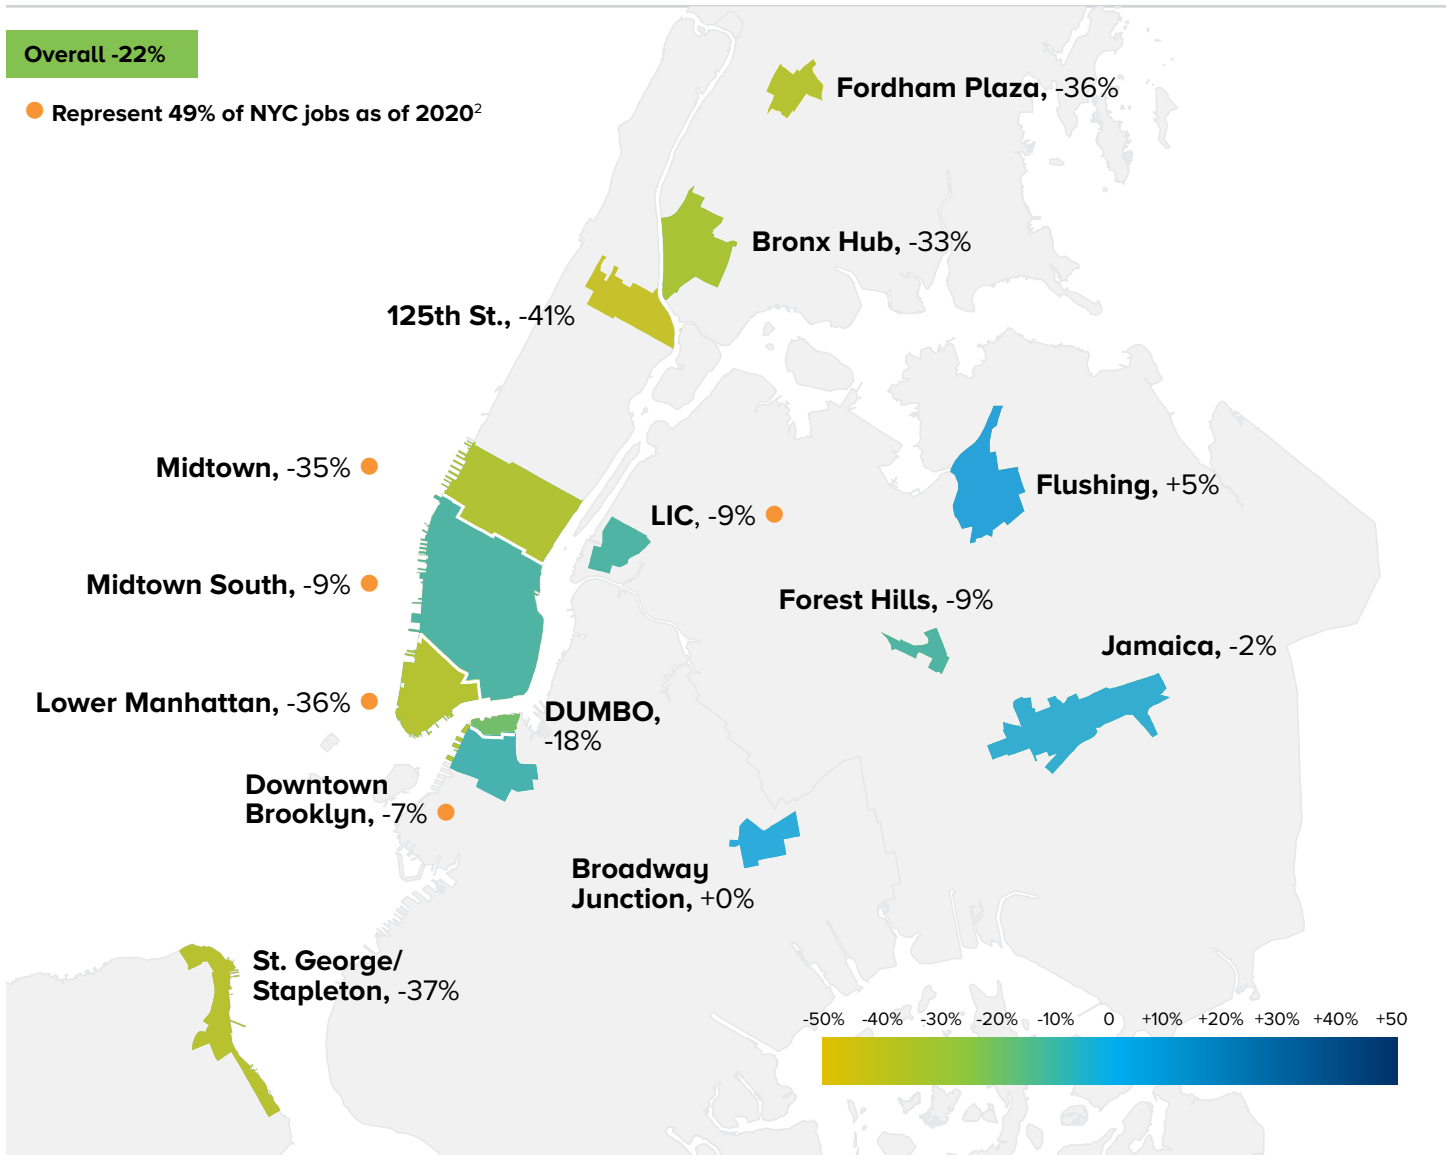 Overall -22%
Represent 49% of NYC jobs as of 2020²
Fordham Plaza, -36%
Bronx Hub, -33%
125th St., -41%
Midtown, -35%
Flushing, +5%
LIC, -9%
Midtown South, -9%
Forest Hills, -9%
Jamaica, -2%
Lower Manhattan, -36%
DUMBO,
-18%
Downtown
Brooklyn, -7%
Broadway
Junction, +0%
St. George/
Stapleton, -37%
-50% -40% -30% -20% -10% 0 +10% +20% +30% +40% +50